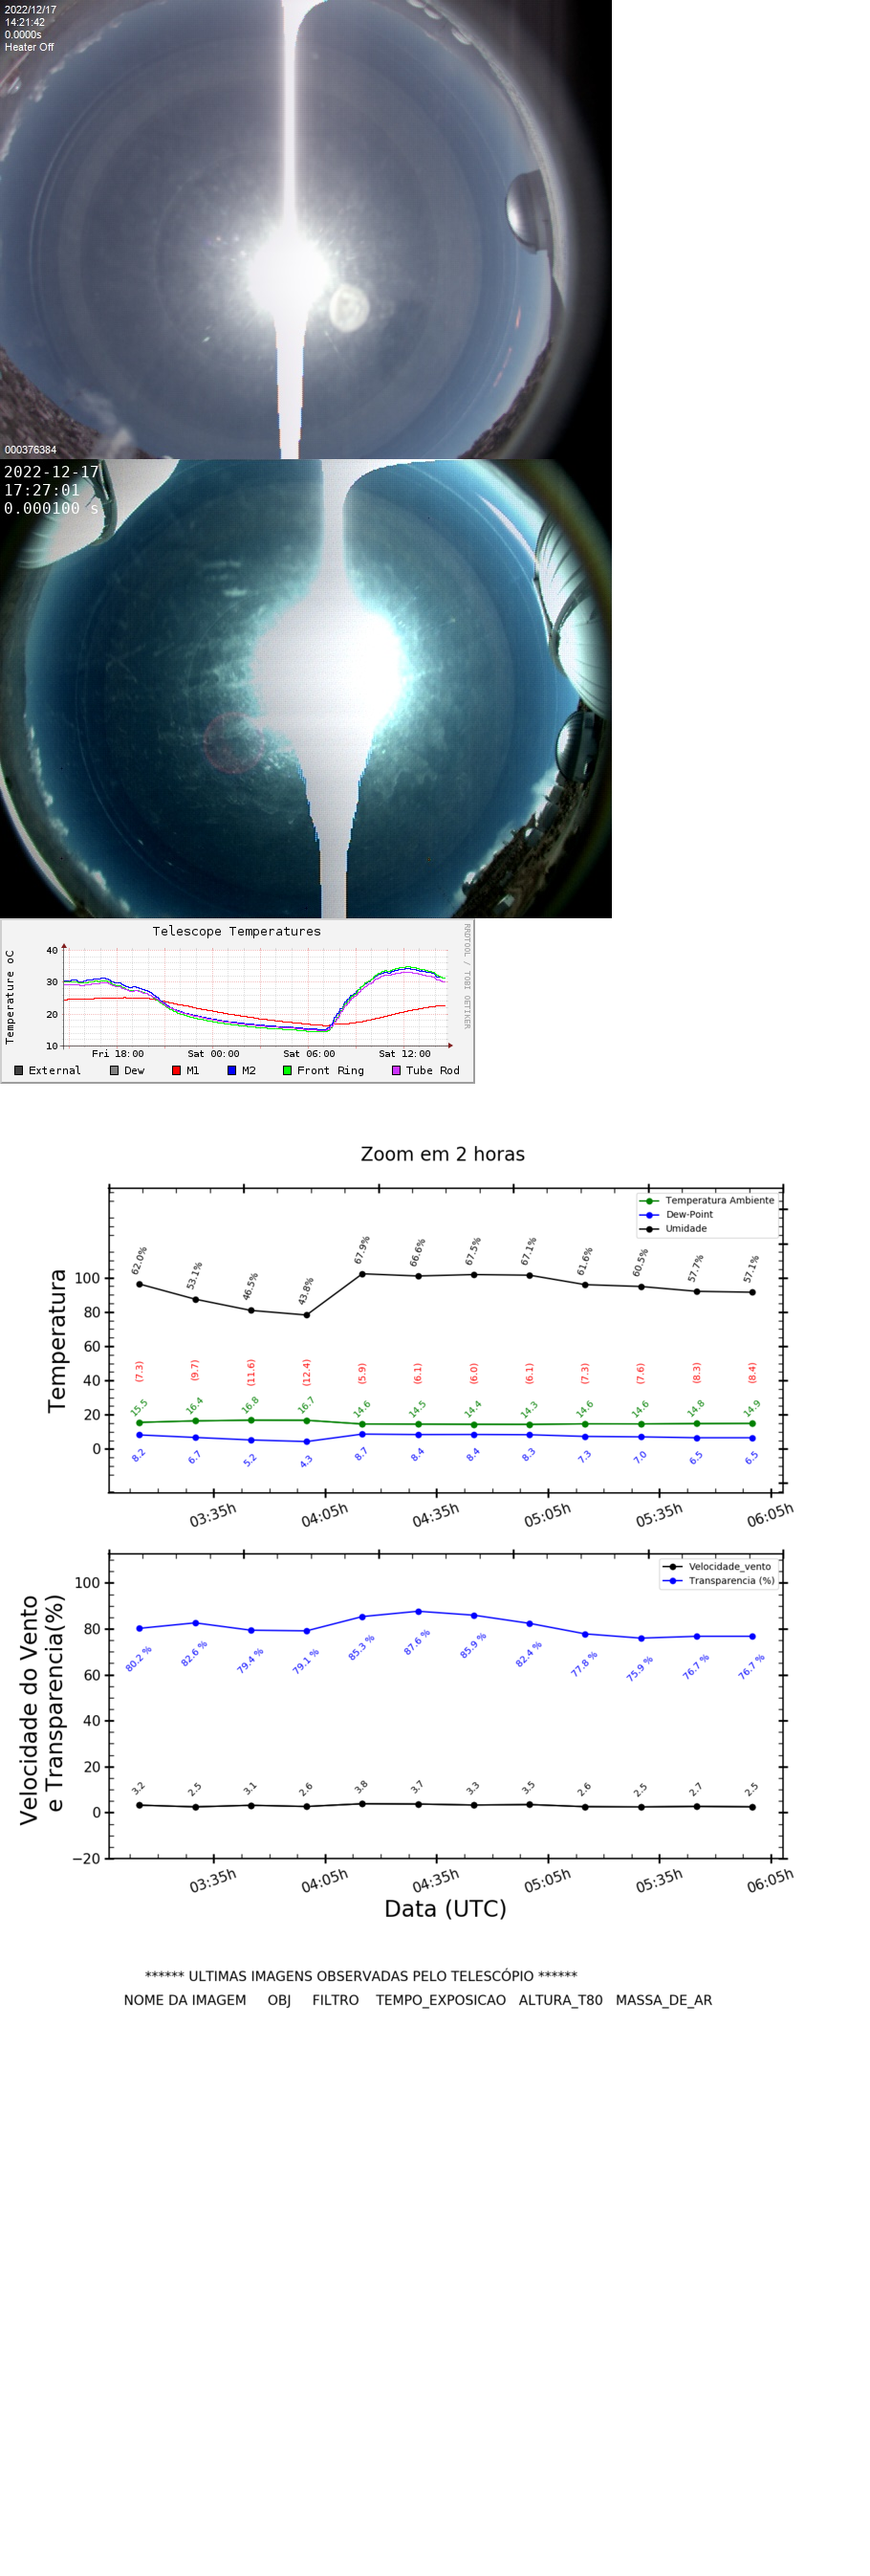 2022/12/17
14:21:42
0.0000s
Heater Off
000376384
2022-12-17
17:27:01
0.000100 s
Telescope Temperatures
RRDTOOL / TOBI OETIKER
Temperature oC
40
30
20
10
Fri 18:00 Sat 00:00 Sat 06:00 Sat 12:00
External Dew M1 M2 Front Ring Tube Rod
Zoom em 2 horas
Temperatura Ambiente
Dew-Point
Umidade
Temperatura
100
80
60
40
20
0
62.0% 53.1% 46.5% 43.8% 67.9% 66.6% 67.5% 67.1% 61.6% 60.5% 57.7% 57.1%
(7.3) (9.7) (11.6) (12.4) (5.9) (6.1) (6.0) (6.1) (7.3) (7.6) (8.3) (8.4)
15.5 16.4 16.8 16.7 14.6 14.5 14.4 14.3 14.6 14.6 14.8 14.9
8.2 6.7 5.2 4.3 8.7 8.4 8.4 8.3 7.3 7.0 6.5 6.5
03:35h 04:05h 04:35h 05:05h 05:35h 06:05h
Velocidade_vento
Transparencia (%)
Velocidade do Vento
e Transparencia(%)
100
80
60
40
20
0
−20
80.2 % 82.6 % 79.4 % 79.1 % 85.3 % 87.6 % 85.9 % 82.4 % 77.8 % 75.9 % 76.7 % 76.7 %
3.2 2.5 3.1 2.6 3.8 3.7 3.3 3.5 2.6 2.5 2.7 2.5
03:35h 04:05h 04:35h 05:05h 05:35h 06:05h
Data (UTC)
****** ULTIMAS IMAGENS OBSERVADAS PELO TELESCÓPIO ******
NOME DA IMAGEM OBJ FILTRO TEMPO_EXPOSICAO ALTURA_T80 MASSA_DE_AR